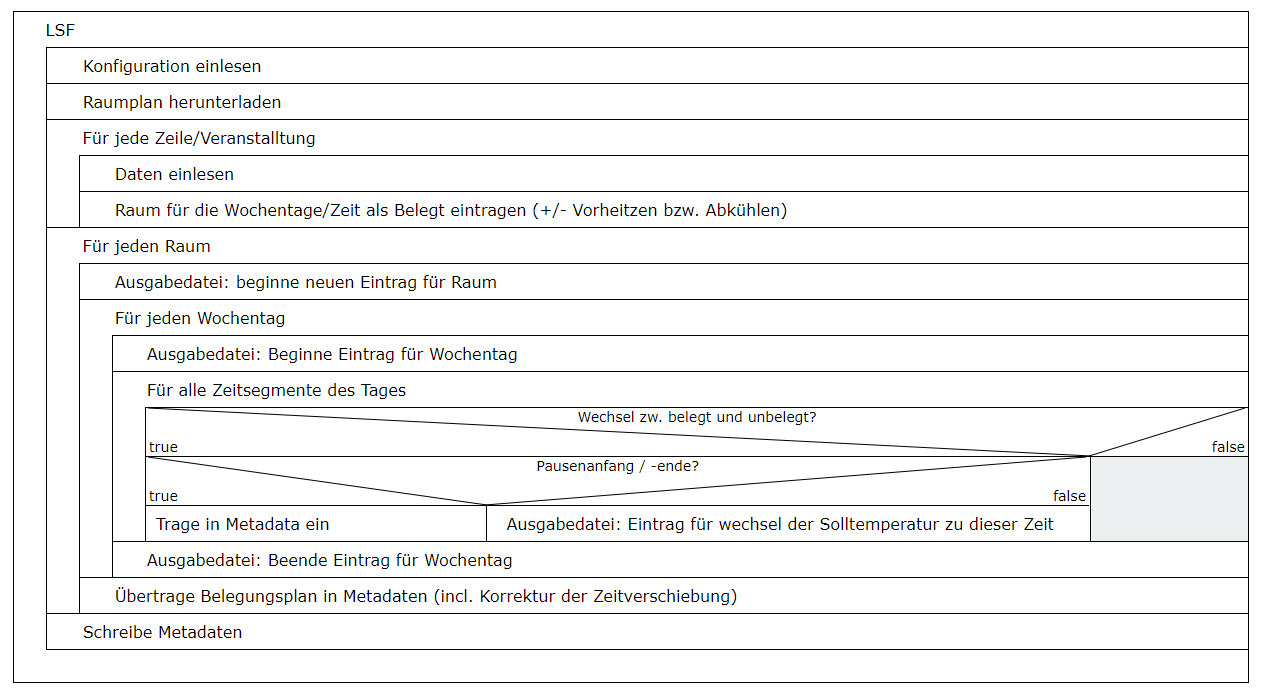 LSF
Konfiguration einlesen
Raumplan herunterladen
Für jede Zeile/Veranstalltung
Daten einlesen
Raum für die Wochentage/Zeit als Belegt eintragen (+/- Vorheitzen bzw. Abkühlen)
Für jeden Raum
Ausgabedatei: beginne neuen Eintrag für Raum
Für jeden Wochentag
Ausgabedatei: Beginne Eintrag für Wochentag
Für alle Zeitsegmente des Tages
Wechsel zw. belegt und unbelegt?
true
false
Pausenanfang / -ende?
true
false
Trage in Metadata ein
Ausgabedatei: Eintrag für wechsel der Solltemperatur zu dieser Zeit
Ausgabedatei: Beende Eintrag für Wochentag
Übertrage Belegungsplan in Metadaten (incl. Korrektur der Zeitverschiebung)
Schreibe Metadaten